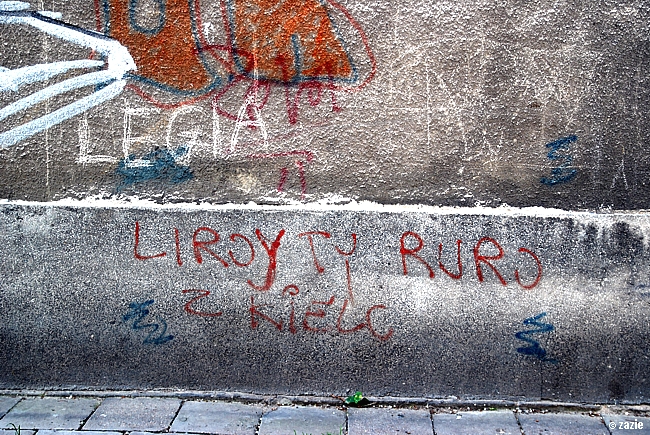 LEGIA
LIROY TY RURO
Z KIELC
© zazie